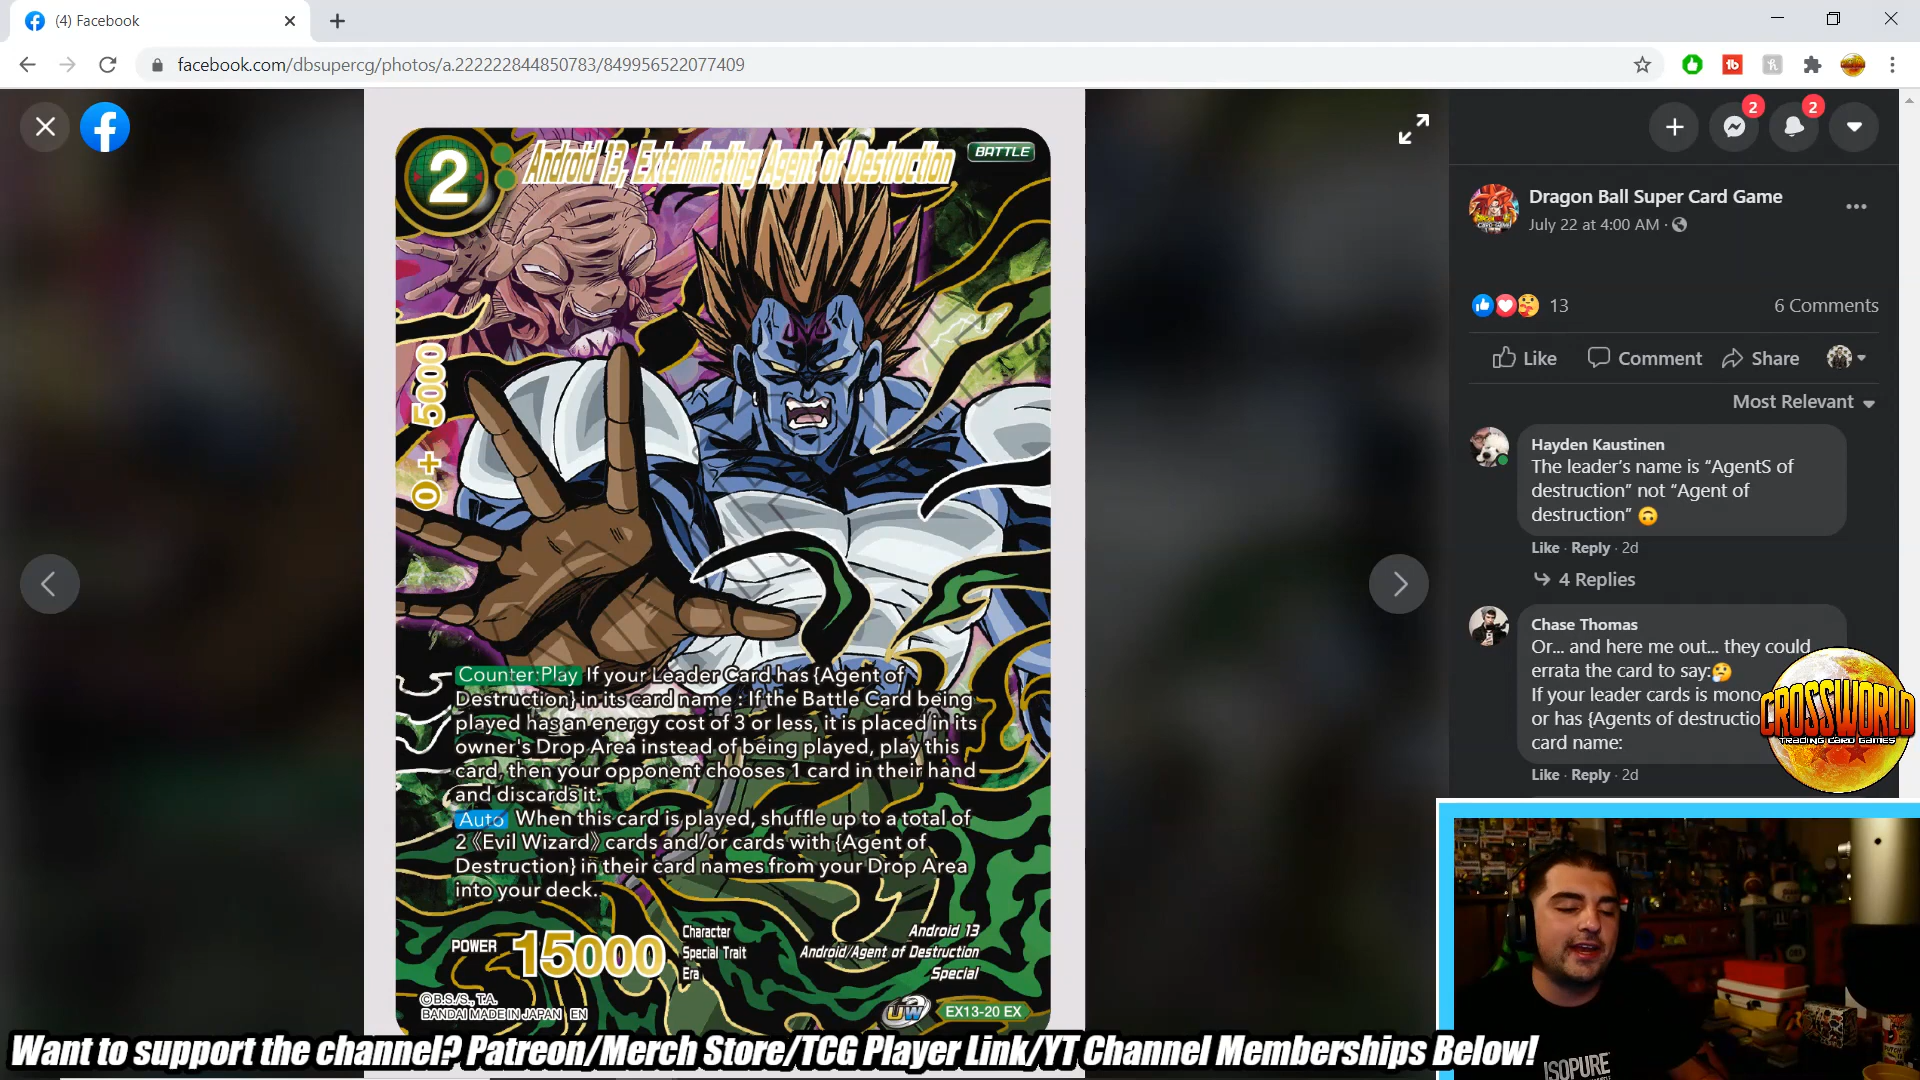 (4) Facebook
facebook.com/dbsupercg/photos/a.222222844850783/849956522077409
2
Android 13, Exterminating Agent of Destruction
BATTLE
0+ 5000
Counter:Play If your Leader Card has {Agent of
Destruction} in its card name : If the Battle Card being
played has an energy cost of 3 or less, it is placed in its
owner's Drop Area instead of being played, play this
card, then your opponent chooses 1 card in their hand
and discards it.
Auto When this card is played, shuffle up to a total of
2 《Evil Wizard》 cards and/or cards with {Agent of
Destruction} in their card names from your Drop Area
into your deck.
POWER 15000
Character Android 13
Special Trait Android/Agent of Destruction
Era Special
©B.S./S., T.A.
BANDAI MADE IN JAPAN EN
UW
EX13-20 EX
2
2
Dragon Ball Super Card Game
July 22 at 4:00 AM ·
13
6 Comments
Like
Comment
Share
Most Relevant
Hayden Kaustinen
The leader's name is “AgentS of
destruction” not “Agent of
destruction” 🙃
Like · Reply · 2d
4 Replies
Chase Thomas
Or... and here me out... they could
errata the card to say:🤔
If your leader cards is mono
or has {Agents of destructio
card name:
Like · Reply · 2d
CROSSWORLD
TRADING CARD GAMES
ISOPURE
Want to support the channel? Patreon/Merch Store/TCG Player Link/YT Channel Memberships Below!